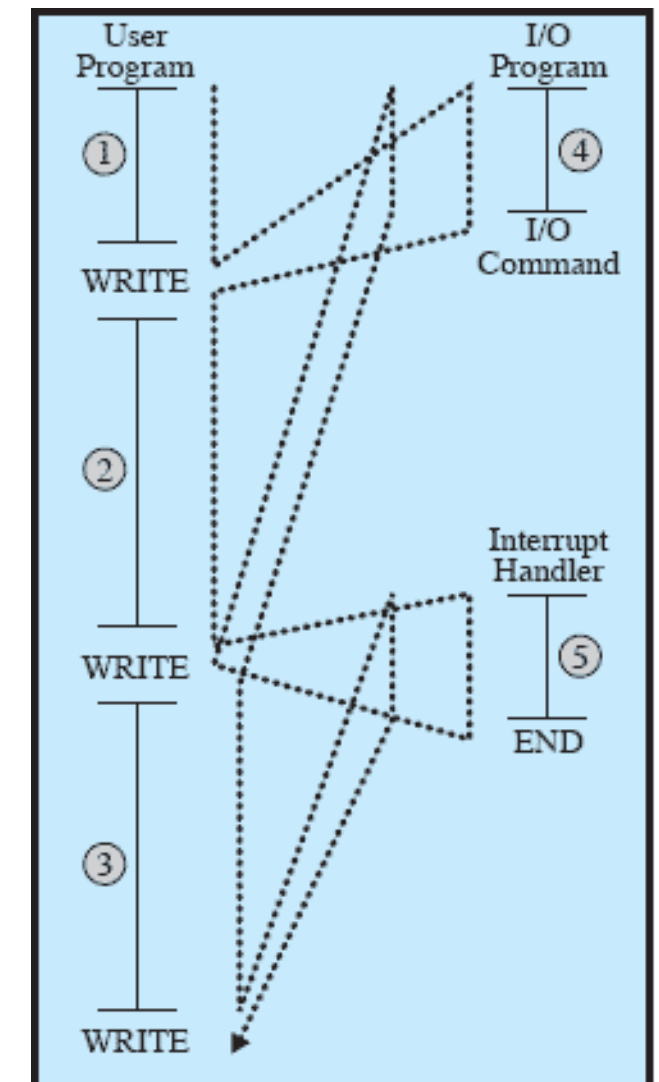 User
Program
I/O
Program
1
4
I/O
Command
WRITE
2
Interrupt
Handler
WRITE
5
END
3
WRITE